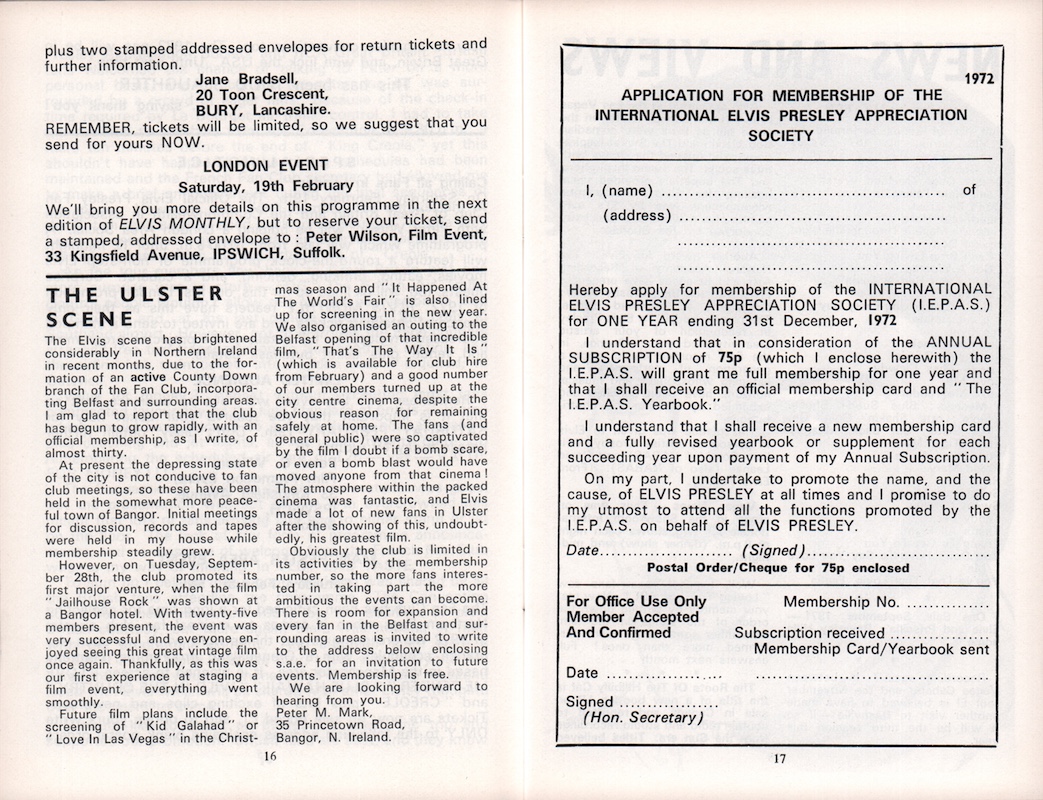 plus two stamped addressed envelopes for return tickets and
further information.
Jane Bradsell,
20 Toon Crescent,
BURY, Lancashire.
REMEMBER, tickets will be limited, so we suggest that you
send for yours NOW.
LONDON EVENT
Saturday, 19th February
We'll bring you more details on this programme in the next
edition of ELVIS MONTHLY, but to reserve your ticket, send
a stamped, addressed envelope to : Peter Wilson, Film Event,
33 Kingsfield Avenue, IPSWICH, Suffolk.
THE ULSTER
SCENE
The Elvis scene has brightened
considerably in Northern Ireland
in recent months, due to the for-
mation of an active County Down
branch of the Fan Club, incorpora-
ting Belfast and surrounding areas.
I am glad to report that the club
has begun to grow rapidly, with an
official membership, as I write, of
almost thirty.
At present the depressing state
of the city is not conducive to fan
club meetings, so these have been
held in the somewhat more peace-
ful town of Bangor. Initial meetings
for discussion, records and tapes
were held in my house while
membership steadily grew.
However, on Tuesday, Septem-
ber 28th, the club promoted its
first major venture, when the film
" Jailhouse Rock " was shown at
a Bangor hotel. With twenty-five
members present, the event was
very successful and everyone en-
joyed seeing this great vintage film
once again. Thankfully, as this was
our first experience at staging a
film event, everything went
smoothly.
Future film plans include the
screening of " Kid Galahad " or
" Love In Las Vegas " in the Christ-
mas season and " It Happened At
The World's Fair " is also lined
up for screening in the new year.
We also organised an outing to the
Belfast opening of that incredible
film, " That's The Way It Is "
(which is available for club hire
from February) and a good number
of our members turned up at the
city centre cinema, despite the
obvious reason for remaining
safely at home. The fans (and
general public) were so captivated
by the film I doubt if a bomb scare,
or even a bomb blast would have
moved anyone from that cinema !
The atmosphere within the packed
cinema was fantastic, and Elvis
made a lot of new fans in Ulster
after the showing of this, undoubt-
edly, his greatest film.
Obviously the club is limited in
its activities by the membership
number, so the more fans interes-
ted in taking part the more
ambitious the events can become.
There is room for expansion and
every fan in the Belfast and sur-
rounding areas is invited to write
to the address below enclosing
s.a.e. for an invitation to future
events. Membership is free.
We are looking forward to
hearing from you.
Peter M. Mark,
35 Princetown Road,
Bangor, N. Ireland.
16
1972
APPLICATION FOR MEMBERSHIP OF THE
INTERNATIONAL ELVIS PRESLEY APPRECIATION
SOCIETY
I, (name) ........................................ of
(address) ........................................
........................................
........................................
Hereby apply for membership of the INTERNATIONAL
ELVIS PRESLEY APPRECIATION SOCIETY (I.E.P.A.S.)
for ONE YEAR ending 31st December, 1972
I understand that in consideration of the ANNUAL
SUBSCRIPTION of 75p (which I enclose herewith) the
I.E.P.A.S. will grant me full membership for one year and
that I shall receive an official membership card and " The
I.E.P.A.S. Yearbook."
I understand that I shall receive a new membership card
and a fully revised yearbook or supplement for each
succeeding year upon payment of my Annual Subscription.
On my part, I undertake to promote the name, and the
cause, of ELVIS PRESLEY at all times and I promise to do
my utmost to attend all the functions promoted by the
I.E.P.A.S. on behalf of ELVIS PRESLEY.
Date.................... (Signed)............................
Postal Order/Cheque for 75p enclosed
For Office Use Only Membership No. .............
Member Accepted
And Confirmed Subscription received ...............
Membership Card/Yearbook sent
Date ................. ...................................
Signed ...............
(Hon. Secretary)
17